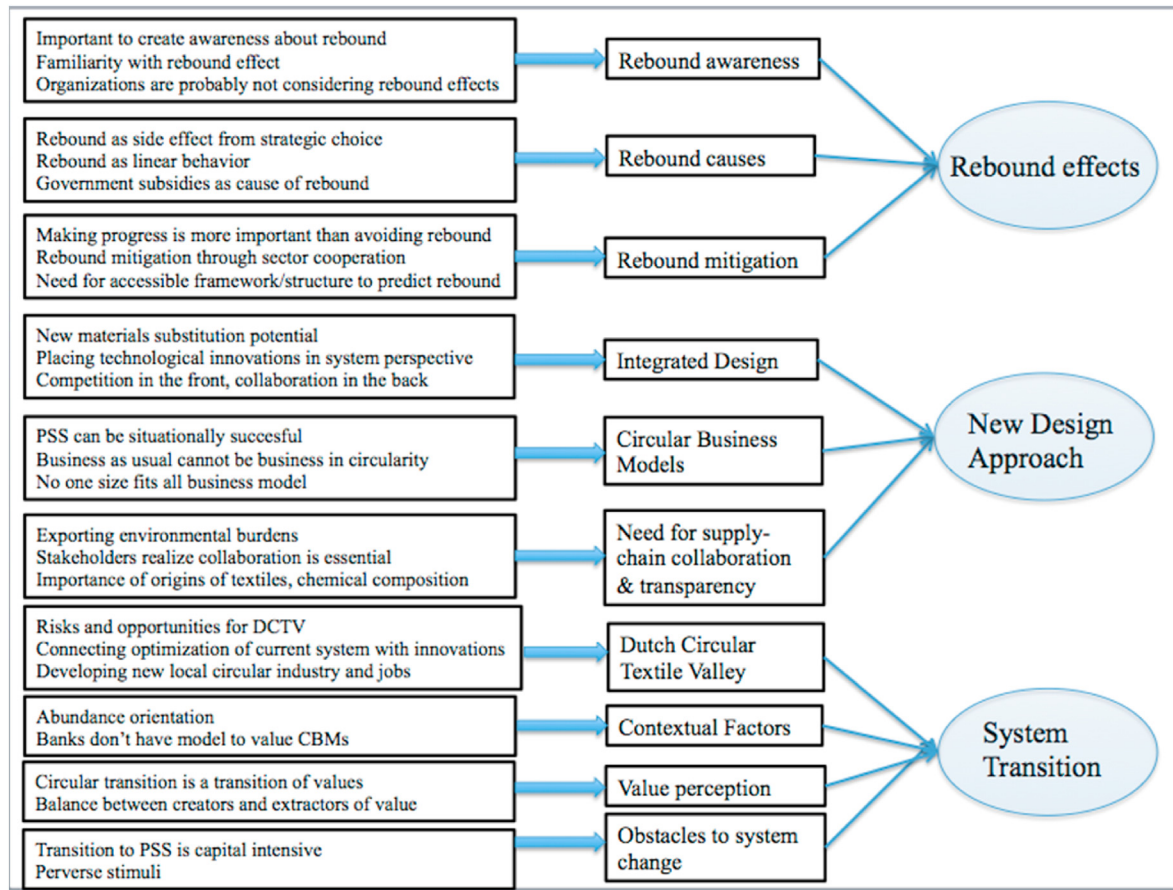 Important to create awareness about rebound
Familiarity with rebound effect
Organizations are probably not considering rebound effects
Rebound awareness
Rebound as side effect from strategic choice
Rebound as linear behavior
Government subsidies as cause of rebound
Rebound causes
Rebound effects
Making progress is more important than avoiding rebound
Rebound mitigation through sector cooperation
Need for accessible framework/structure to predict rebound
Rebound mitigation
New materials substitution potential
Placing technological innovations in system perspective
Competition in the front, collaboration in the back
Integrated Design
PSS can be situationally succesful
Business as usual cannot be business in circularity
No one size fits all business model
Circular Business
Models
New Design
Approach
Exporting environmental burdens
Stakeholders realize collaboration is essential
Importance of origins of textiles, chemical composition
Need for supply-
chain collaboration
& transparency
Risks and opportunities for DCTV
Connecting optimization of current system with innovations
Developing new local circular industry and jobs
Dutch Circular
Textile Valley
Abundance orientation
Banks don't have model to value CBMs
Contextual Factors
System
Transition
Circular transition is a transition of values
Balance between creators and extractors of value
Value perception
Transition to PSS is capital intensive
Perverse stimuli
Obstacles to system
change